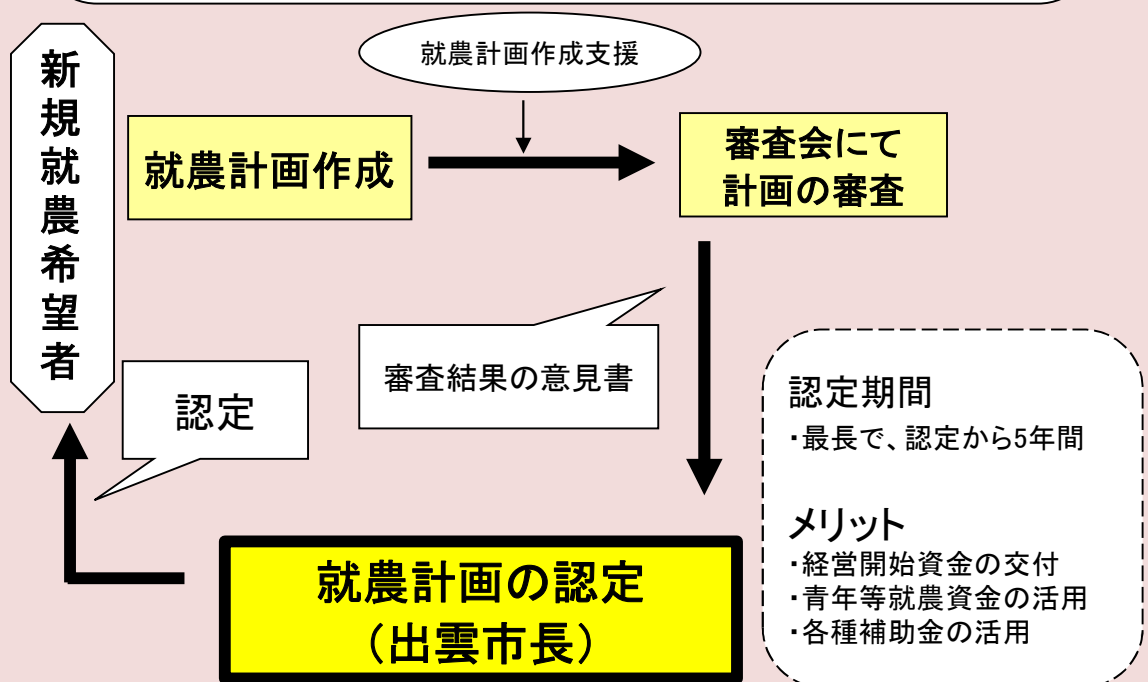 新規就農希望者
就農計画作成支援
就農計画作成
審査会にて
計画の審査
審査結果の意見書
認定
就農計画の認定
（出雲市長）
認定期間
・最長で、認定から5年間
メリット
・経営開始資金の交付
・青年等就農資金の活用
・各種補助金の活用